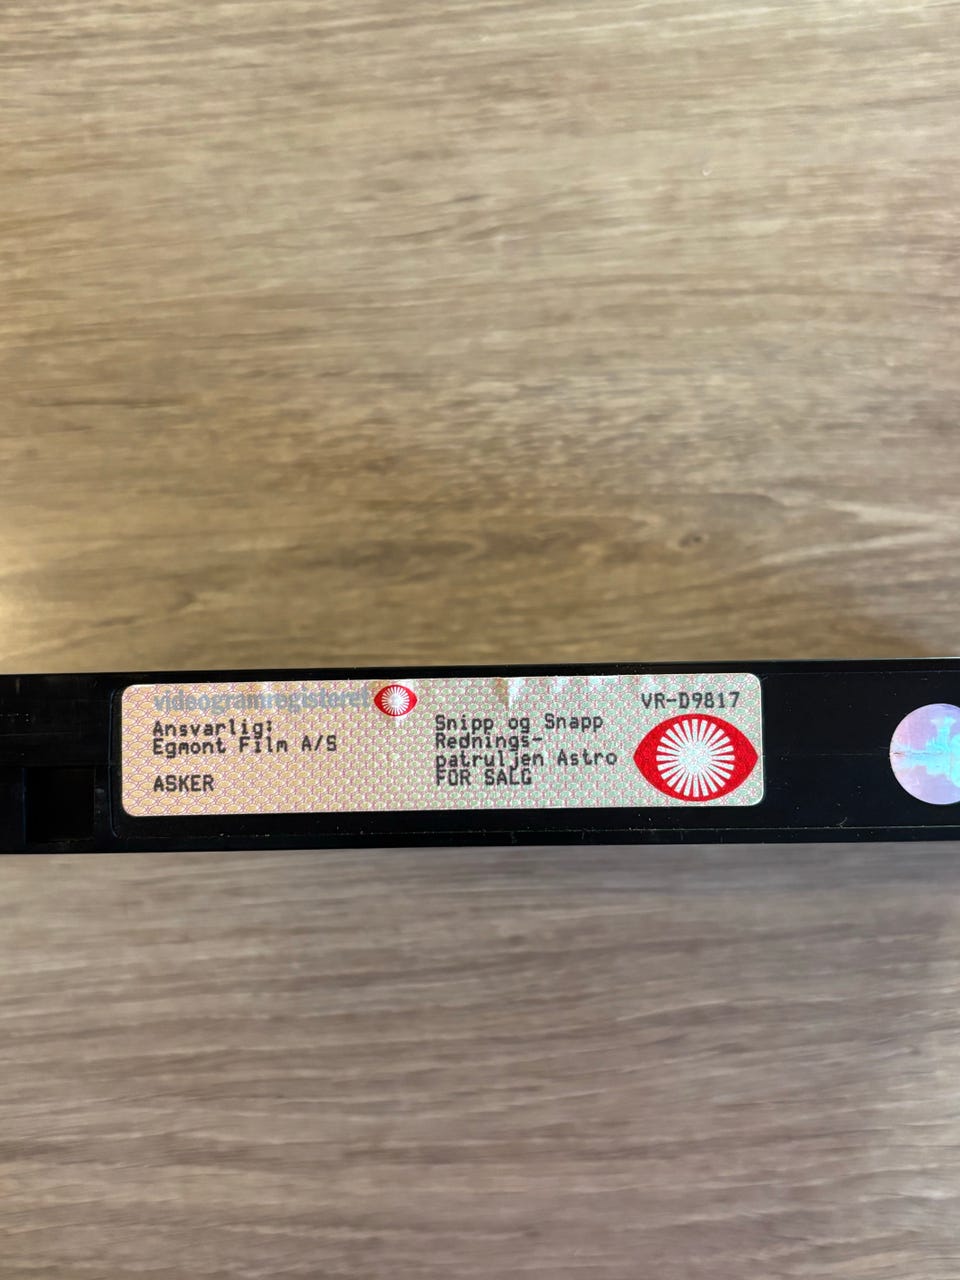 videogramregisteret
Ansvarlig:
Egmont Film A/S
ASKER
Snipp og Snapp
Rednings-
patruljen Astro
FOR SALG
VR-D9817